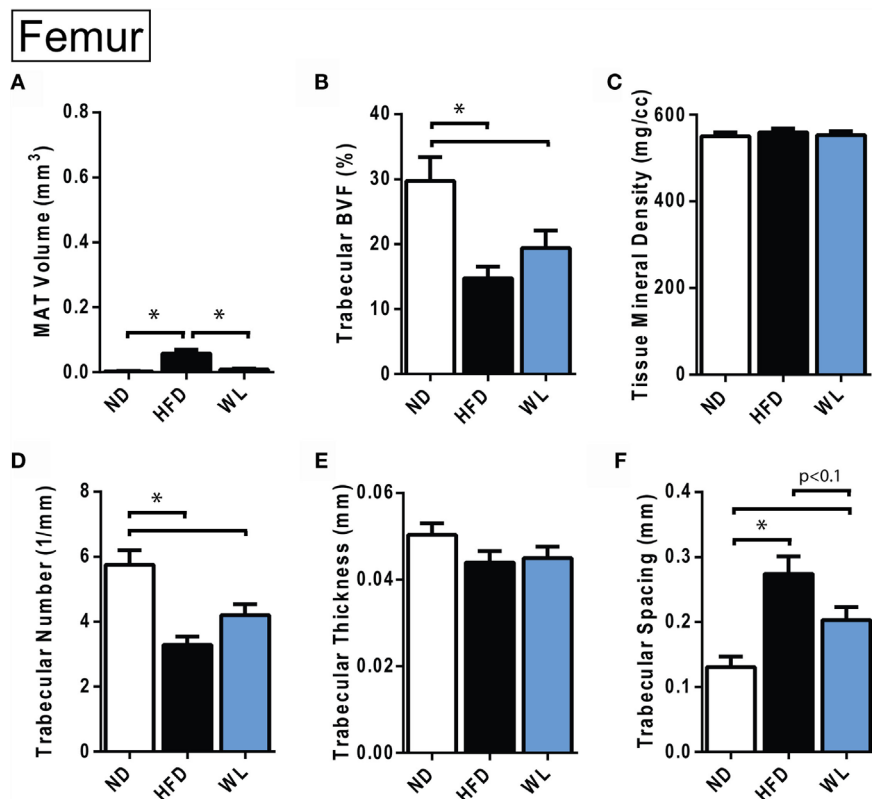 Femur
A
MAT Volume (mm³)
0.8
0.6
0.4
0.2
0.0
*
*
ND
HFD
WL
B
Trabecular BVF (%)
40
30
20
10
0
*
ND
HFD
WL
C
Tissue Mineral Density (mg/cc)
600
400
200
0
ND
HFD
WL
D
Trabecular Number (1/mm)
8
6
4
2
0
*
ND
HFD
WL
E
Trabecular Thickness (mm)
0.06
0.04
0.02
0.00
ND
HFD
WL
F
Trabecular Spacing (mm)
0.4
0.3
0.2
0.1
0.0
p<0.1
*
ND
HFD
WL